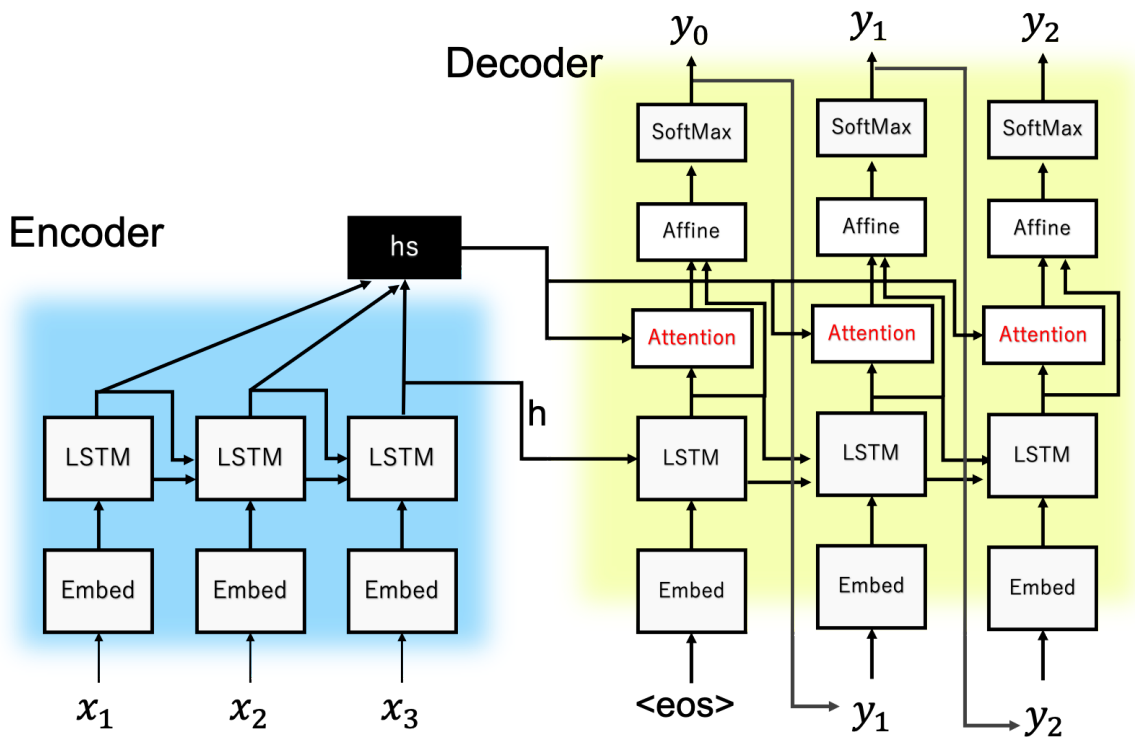 y₀ y₁ y₂
Decoder
SoftMax SoftMax SoftMax
Affine Affine Affine
Encoder
hs
Attention Attention Attention
h
LSTM LSTM LSTM LSTM LSTM LSTM
Embed Embed Embed Embed Embed Embed
x₁ x₂ x₃ <eos> y₁ y₂